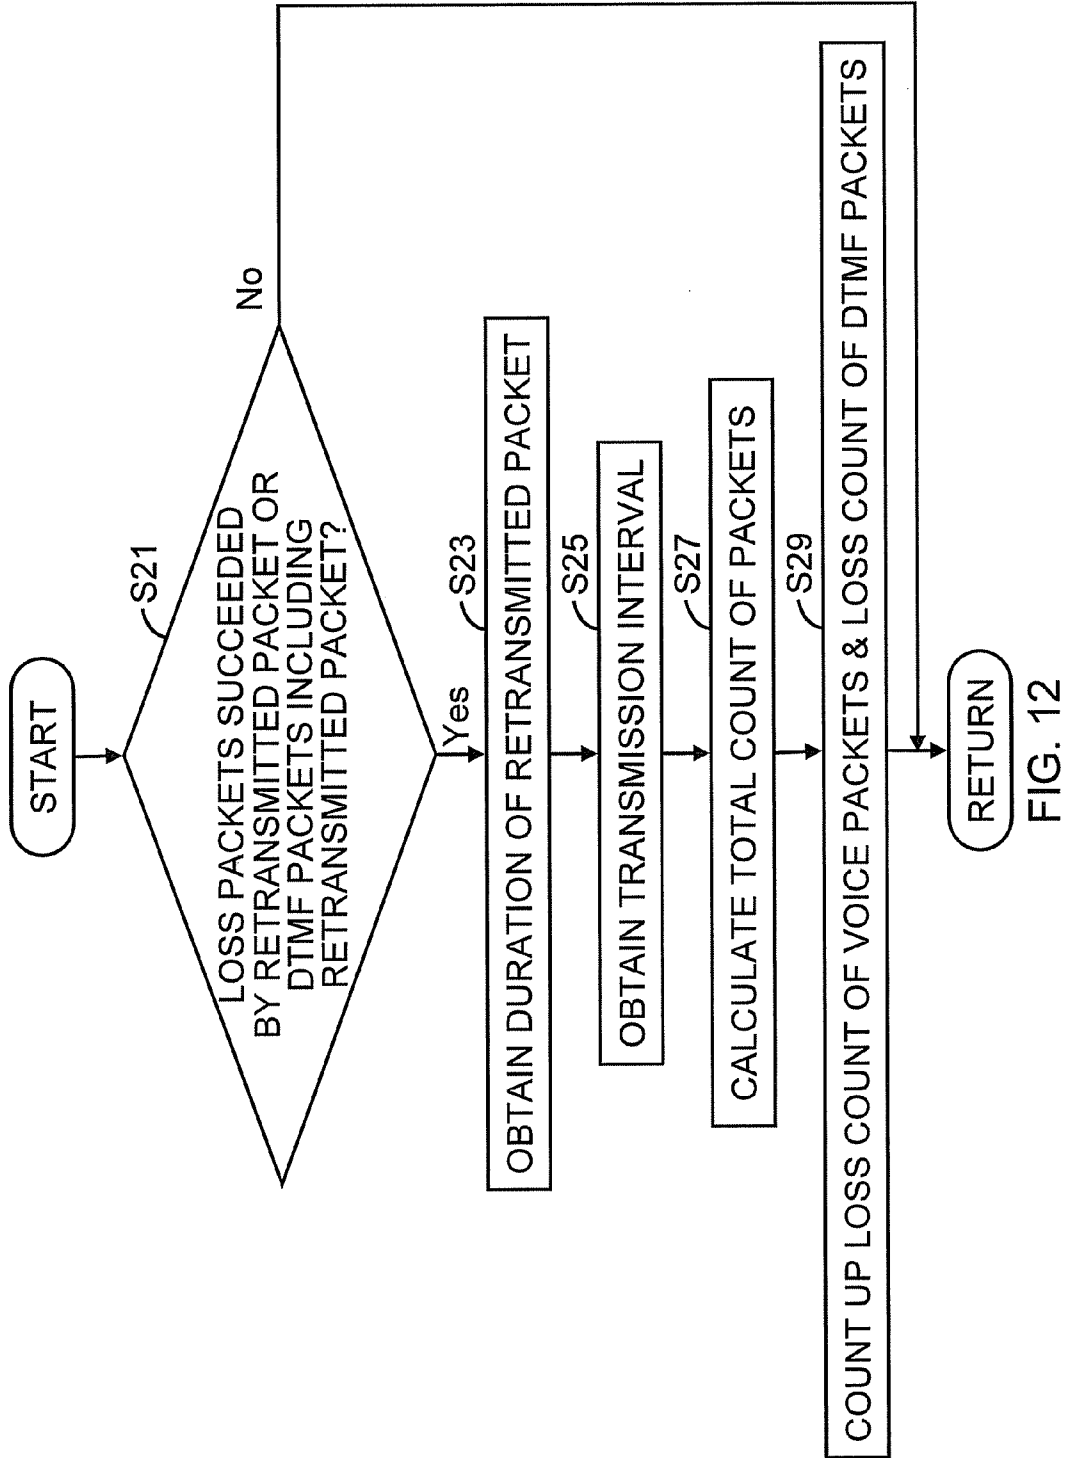 START
S21
LOSS PACKETS SUCCEEDED
BY RETRANSMITTED PACKET OR
DTMF PACKETS INCLUDING
RETRANSMITTED PACKET?
No
Yes
S23
OBTAIN DURATION OF RETRANSMITTED PACKET
S25
OBTAIN TRANSMISSION INTERVAL
S27
CALCULATE TOTAL COUNT OF PACKETS
S29
COUNT UP LOSS COUNT OF VOICE PACKETS & LOSS COUNT OF DTMF PACKETS
RETURN
FIG. 12